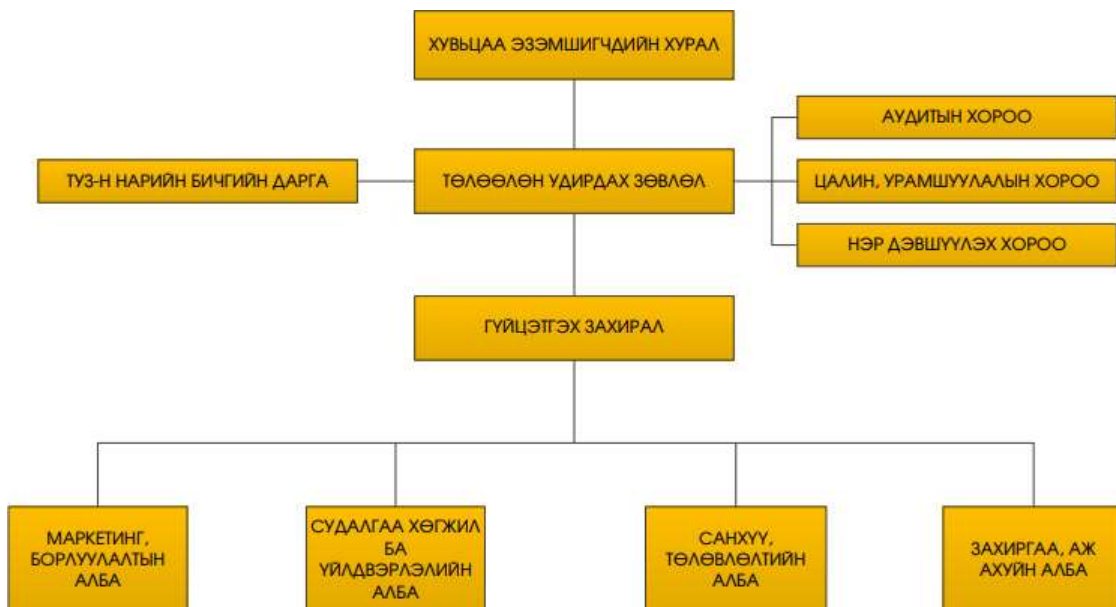 ХУВЬЦАА ЭЗЭМШИГЧДИЙН ХУРАЛ
АУДИТЫН ХОРОО
ТУЗ-Н НАРИЙН БИЧГИЙН ДАРГА
ТӨЛӨӨЛӨН УДИРДАХ ЗӨВЛӨЛ
ЦАЛИН, УРАМШУУЛАЛЫН ХОРОО
НЭР ДЭВШҮҮЛЭХ ХОРОО
ГҮЙЦЭТГЭХ ЗАХИРАЛ
МАРКЕТИНГ,
БОРЛУУЛАЛТЫН
АЛБА
СУДАЛГАА ХӨГЖИЛ
БА
ҮЙЛДВЭРЛЭЛИЙН
АЛБА
САНХҮҮ,
ТӨЛӨВЛӨЛТИЙН
АЛБА
ЗАХИРГАА, АЖ
АХУЙН АЛБА